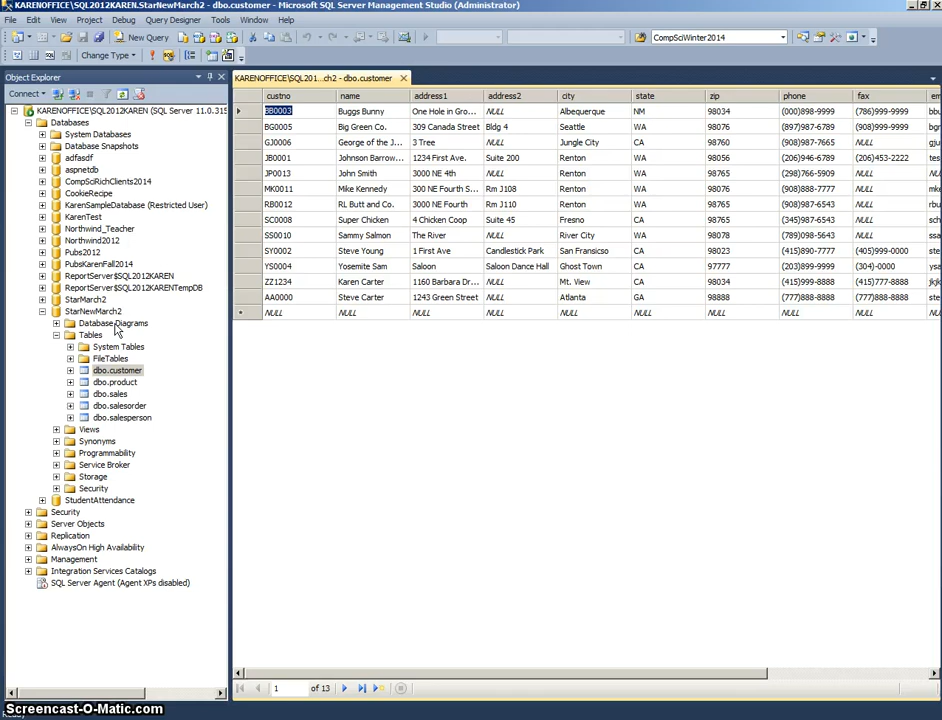 KARENOFFICE\SQL2012KAREN.StarNewMarch2 - dbo.customer - Microsoft SQL Server Management Studio (Administrator)
File Edit View Project Debug Query Designer Tools Window Help
New Query CompSciWinter2014
Change Type
Object Explorer
KARENOFFICE\SQL201...ch2 - dbo.customer
Connect
KARENOFFICE\SQL2012KAREN (SQL Server 11.0.315
Databases
System Databases
Database Snapshots
adfasdf
aspnetdb
CompSciRichClients2014
CookieRecipe
KarenSampleDatabase (Restricted User)
KarenTest
Northwind_Teacher
Northwind2012
Pubs2012
PubsKarenFall2014
ReportServer$SQL2012KAREN
ReportServer$SQL2012KARENTempDB
StarMarch2
StarNewMarch2
Database Diagrams
Tables
System Tables
FileTables
dbo.customer
dbo.product
dbo.sales
dbo.salesorder
dbo.salesperson
Views
Synonyms
Programmability
Service Broker
Storage
Security
StudentAttendance
Security
Server Objects
Replication
AlwaysOn High Availability
Management
Integration Services Catalogs
SQL Server Agent (Agent XPs disabled)
custno name address1 address2 city state zip phone fax em
BB0003 Buggs Bunny One Hole in Gro... NULL Albequerque NM 98034 (000)898-9999 (786)999-9999 bbu
BG0005 Big Green Co. 309 Canada Street Bldg 4 Seattle WA 98076 (897)987-6789 (908)999-9999 bgr
GJ0006 George of the J... 3 Tree NULL Jungle City CA 98760 (908)987-7665 NULL gju
JB0001 Johnson Barrow... 1234 First Ave. Suite 200 Renton WA 98056 (206)946-6789 (206)453-2222
JP0013 John Smith 3000 NE 4th NULL Renton WA 98765 (298)766-5909 NULL
MK0011 Mike Kennedy 300 NE Fourth S... Rm J108 Renton WA 98076 (908)888-7777 NULL
RB0012 RL Butt and Co. 3000 NE Fourth Rm J110 Renton CA 98765 (908)567-6543 NULL
SC0008 Super Chicken 4 Chicken Coop Suite 45 Fresno CA 98765 (345)987-6543 NULL
SS0010 Sammy Salmon The River NULL River City WA 98078 (789)098-5643 NULL
SY0002 Steve Young 1 First Ave Candlestick Park San Fransicso CA 98023 (415)890-7777 (405)999-0000
YS0004 Yosemite Sam Saloon Saloon Dance Hall Ghost Town CA 97777 (203)899-9999 (304)-0000
ZZ1234 Karen Carter 1160 Barbara Dr... NULL Mt. View CA 98034 (415)999-8888 (415)777-8888
AA0000 Steve Carter 1243 Green Street NULL Atlanta GA 98888 (777)888-8888 (777)888-8888
NULL NULL NULL NULL NULL NULL NULL NULL NULL
1 of 13
Screencast-O-Matic.com